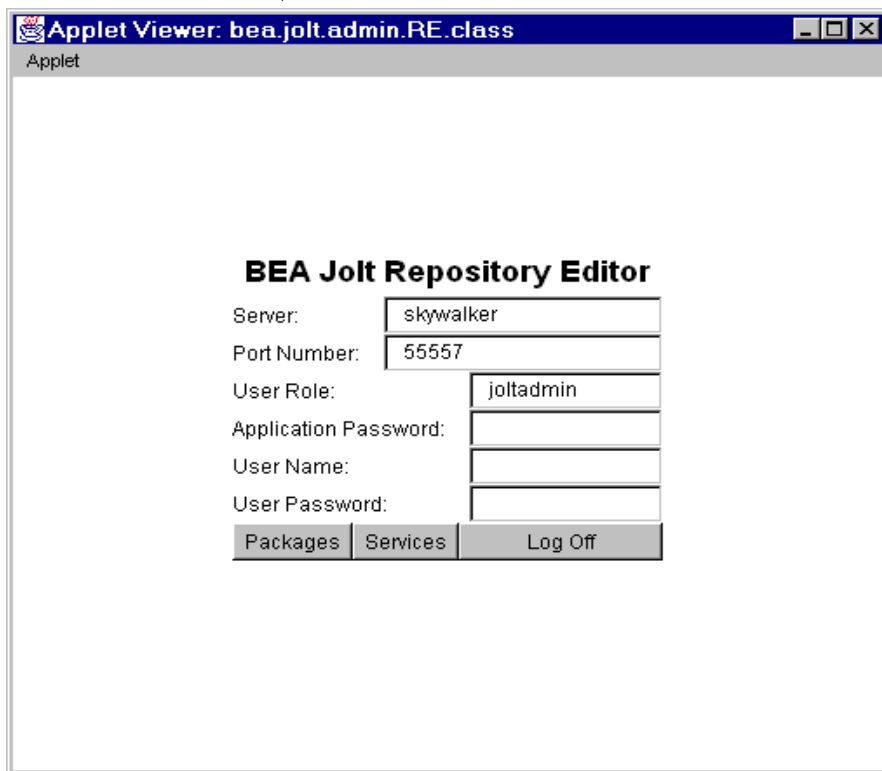 Applet Viewer: bea.jolt.admin.RE.class
Applet
BEA Jolt Repository Editor
Server: skywalker
Port Number: 55557
User Role: joltadmin
Application Password:
User Name:
User Password:
Packages Services Log Off